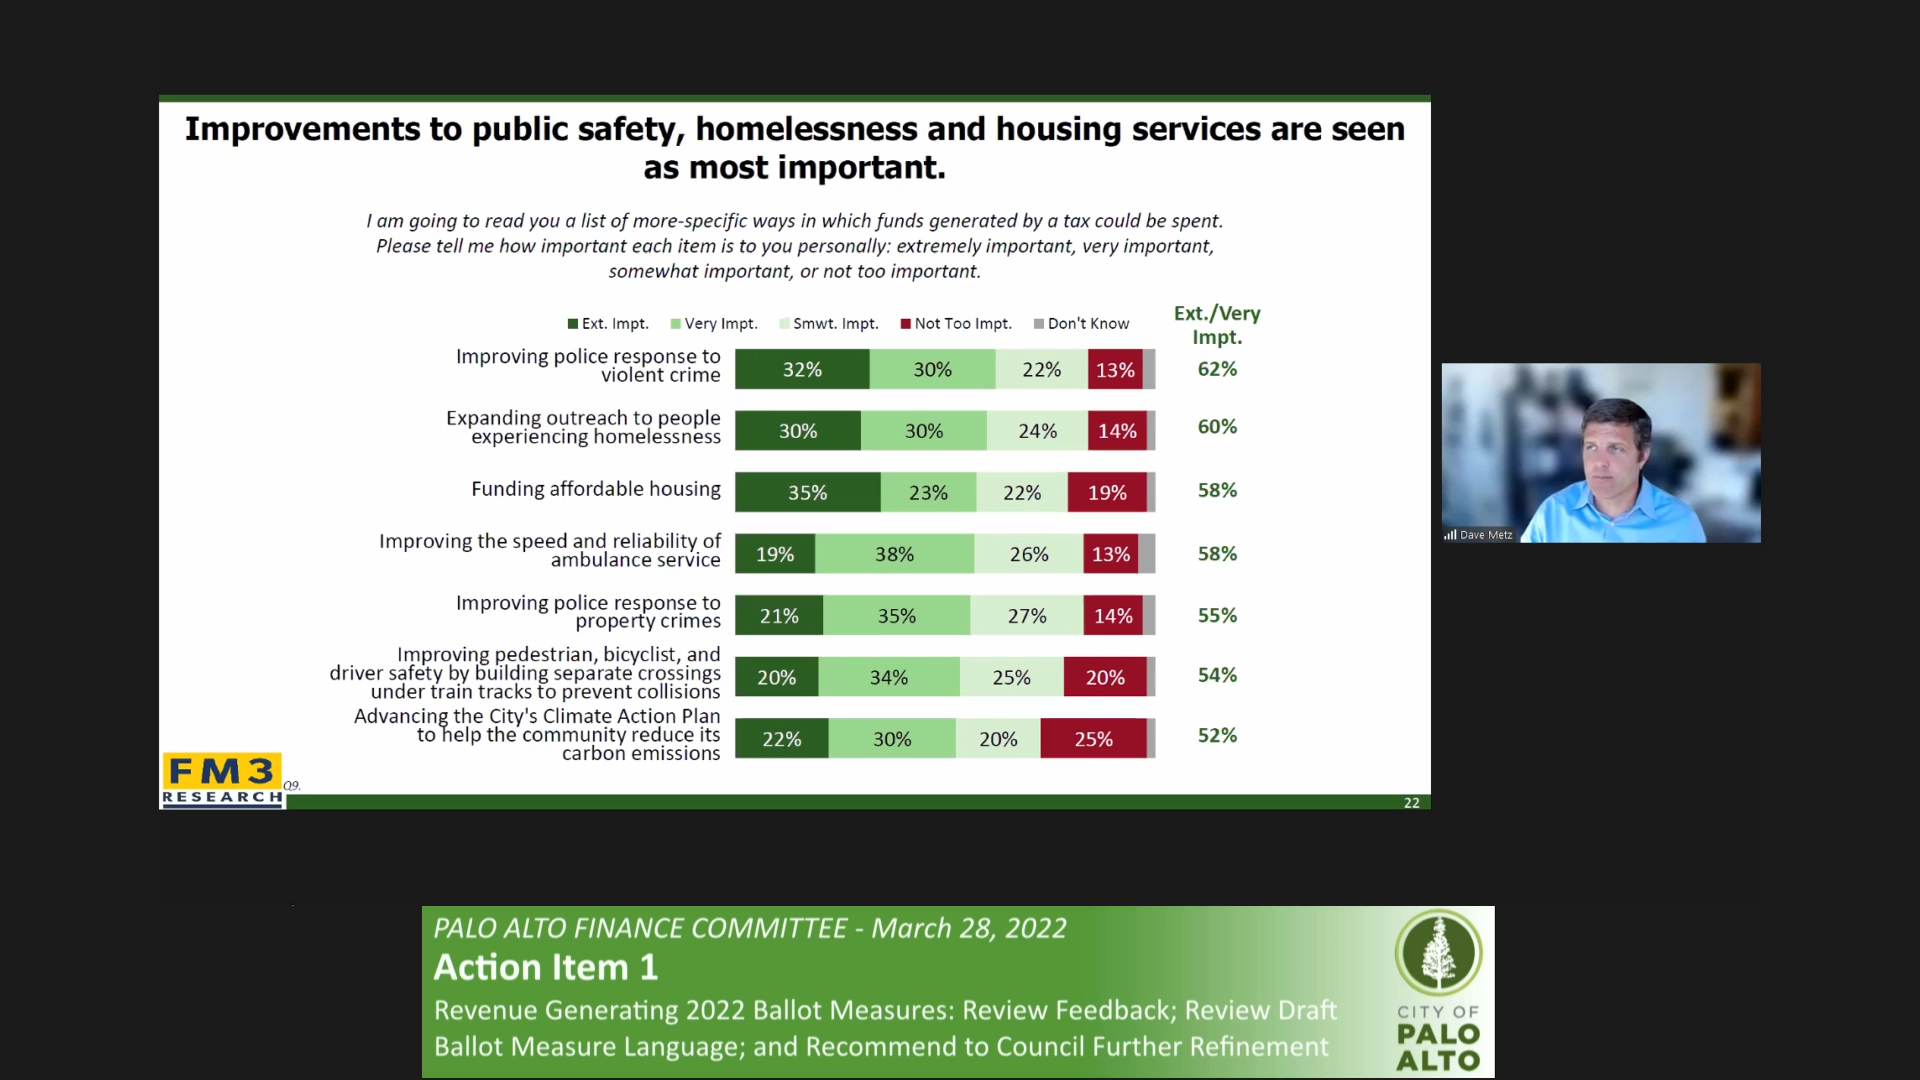 Improvements to public safety, homelessness and housing services are seen
as most important.
I am going to read you a list of more-specific ways in which funds generated by a tax could be spent.
Please tell me how important each item is to you personally: extremely important, very important,
somewhat important, or not too important.
Ext. Impt. Very Impt. Smwt. Impt. Not Too Impt. Don't Know
Ext./Very
Impt.
Improving police response to
violent crime
32% 30% 22% 13% 62%
Expanding outreach to people
experiencing homelessness
30% 30% 24% 14% 60%
Funding affordable housing
35% 23% 22% 19% 58%
Improving the speed and reliability of
ambulance service
19% 38% 26% 13% 58%
Improving police response to
property crimes
21% 35% 27% 14% 55%
Improving pedestrian, bicyclist, and
driver safety by building separate crossings
under train tracks to prevent collisions
20% 34% 25% 20% 54%
Advancing the City's Climate Action Plan
to help the community reduce its
carbon emissions
22% 30% 20% 25% 52%
FM3
RESEARCH
Q9.
22
Dave Metz
PALO ALTO FINANCE COMMITTEE - March 28, 2022
Action Item 1
Revenue Generating 2022 Ballot Measures: Review Feedback; Review Draft
Ballot Measure Language; and Recommend to Council Further Refinement
CITY OF
PALO
ALTO